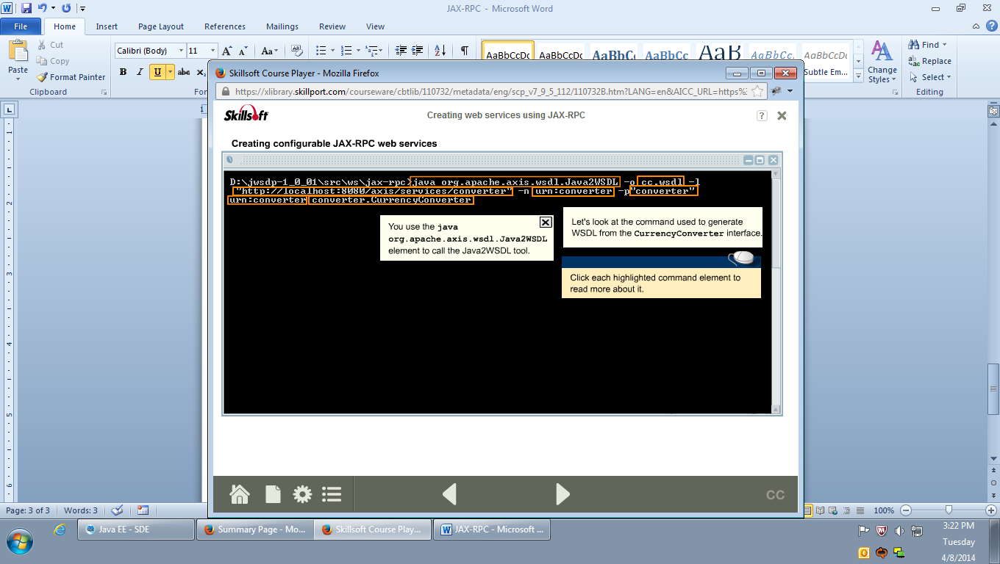 JAX-RPC - Microsoft Word
File Home Insert Page Layout References Mailings Review View
Paste
Cut
Copy
Format Painter
Clipboard
Calibri (Body) 11
B I U abc x₂
AaBbCcDc AaBbCcDc AaBbCc AaBbCc AaB AaBbCc. AaBbCcDc
Subtle Em...
Change
Styles
Find
Replace
Select
Editing
Skillsoft Course Player - Mozilla Firefox
https://xlibrary.skillport.com/courseware/cbtlib/110732/metadata/eng/scp_v7_9_5_112/110732B.htm?LANG=en&AICC_URL=https%
Skillsoft
Creating web services using JAX-RPC
?
Creating configurable JAX-RPC web services
D:\jwsdp-1_0_01\src\ws\jax-rpc>java org.apache.axis.wsdl.Java2WSDL -o cc.wsdl -l
"http://localhost:8080/axis/services/converter" -n urn:converter -p"converter"
urn:converter converter.CurrencyConverter
You use the java
org.apache.axis.wsdl.Java2WSDL
element to call the Java2WSDL tool.
Let's look at the command used to generate
WSDL from the CurrencyConverter interface.
Click each highlighted command element to
read more about it.
CC
Page: 3 of 3 Words: 3
100%
Java EE - SDE
Summary Page - Mo...
Skillsoft Course Play...
JAX-RPC - Microsoft ...
3:22 PM
Tuesday
4/8/2014